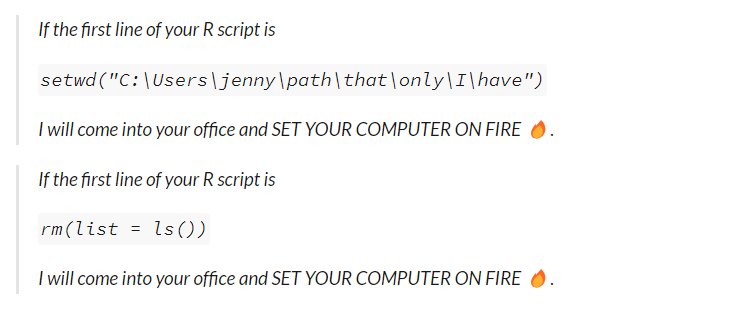 If the first line of your R script is
setwd("C:\Users\jenny\path\that\only\I\have")
I will come into your office and SET YOUR COMPUTER ON FIRE 🔥.
If the first line of your R script is
rm(list = ls())
I will come into your office and SET YOUR COMPUTER ON FIRE 🔥.